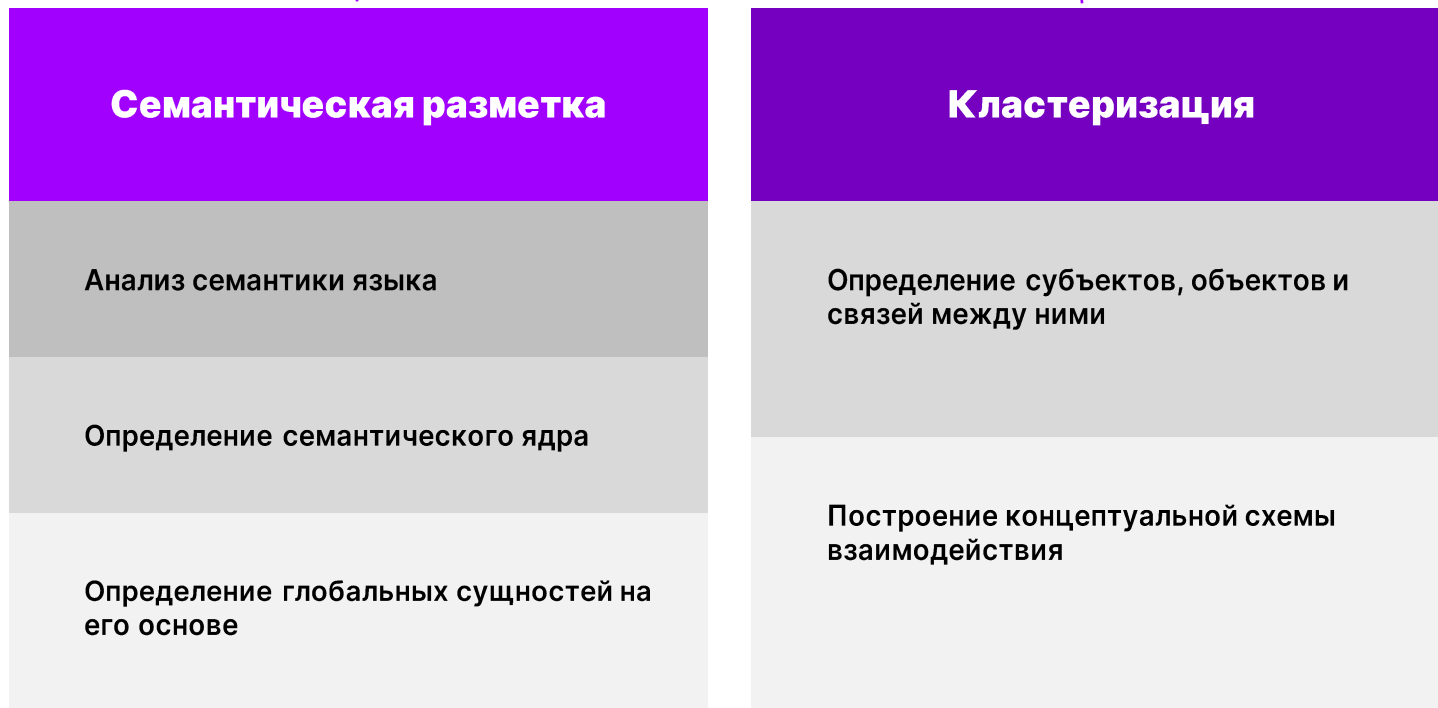 Семантическая разметка
Анализ семантики языка
Определение семантического ядра
Определение глобальных сущностей на
его основе
Кластеризация
Определение субъектов, объектов и
связей между ними
Построение концептуальной схемы
взаимодействия